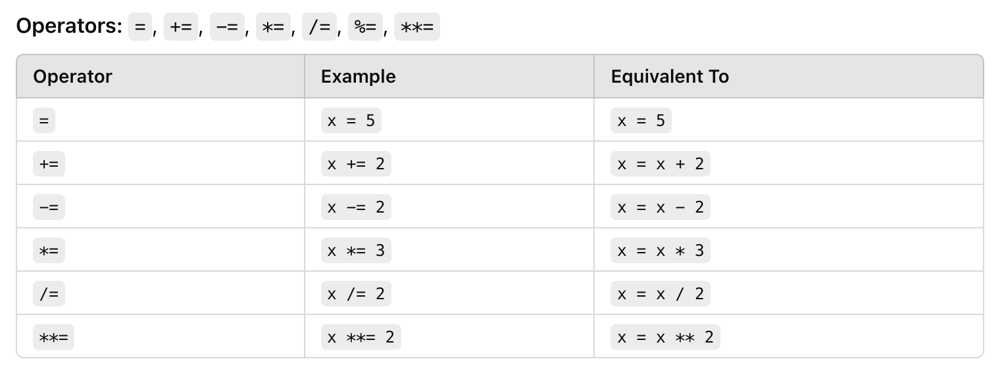 Operators: =, +=, -=, *=, /=, %=, **=
Operator Example Equivalent To
= x = 5 x = 5
+= x += 2 x = x + 2
-= x -= 2 x = x - 2
*= x *= 3 x = x * 3
/= x /= 2 x = x / 2
**= x **= 2 x = x ** 2